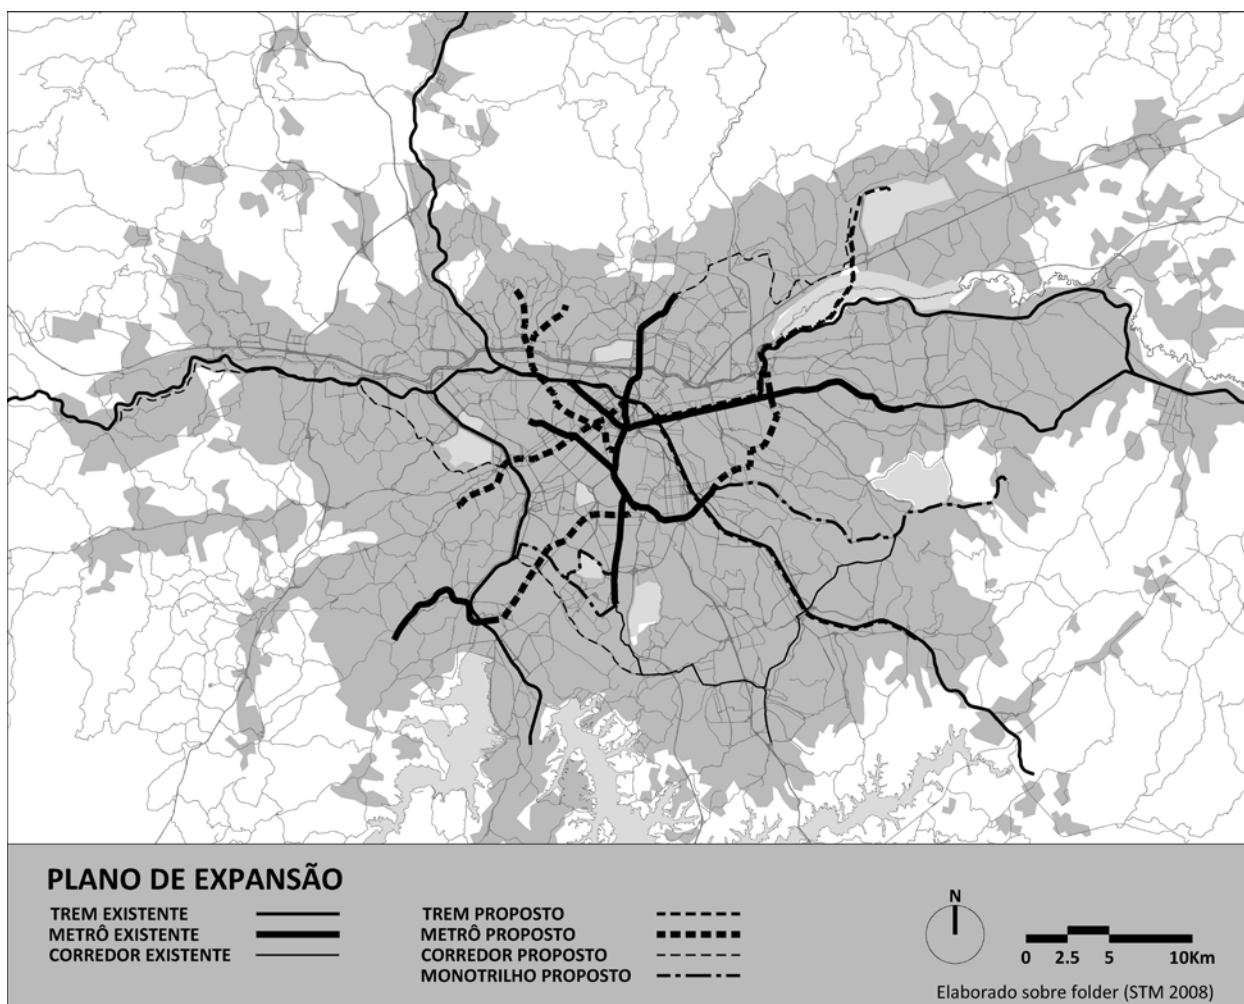 PLANO DE EXPANSÃO
TREM EXISTENTE
METRÔ EXISTENTE
CORREDOR EXISTENTE
TREM PROPOSTO
METRÔ PROPOSTO
CORREDOR PROPOSTO
MONOTRILHO PROPOSTO
N
0 2.5 5 10Km
Elaborado sobre folder (STM 2008)